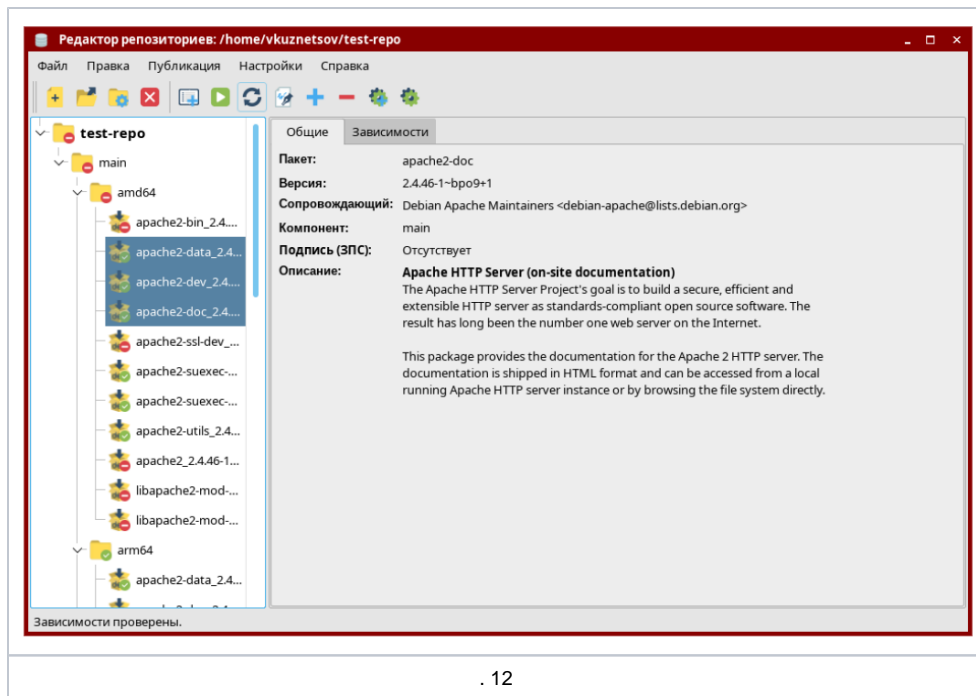 Редактор репозиториев: /home/vkuznetsov/test-repo
Файл Правка Публикация Настройки Справка
test-repo
main
amd64
apache2-bin_2.4....
apache2-data_2.4...
apache2-dev_2.4....
apache2-doc_2.4....
apache2-ssl-dev_...
apache2-suexec-...
apache2-suexec-...
apache2-utils_2.4...
apache2_2.4.46-1...
libapache2-mod-...
libapache2-mod-...
arm64
apache2-data_2.4...
Общие Зависимости
Пакет: apache2-doc
Версия: 2.4.46-1~bpo9+1
Сопровождающий: Debian Apache Maintainers <debian-apache@lists.debian.org>
Компонент: main
Подпись (ЗПС): Отсутствует
Описание: Apache HTTP Server (on-site documentation)
The Apache HTTP Server Project's goal is to build a secure, efficient and
extensible HTTP server as standards-compliant open source software. The
result has long been the number one web server on the Internet.
This package provides the documentation for the Apache 2 HTTP server. The
documentation is shipped in HTML format and can be accessed from a local
running Apache HTTP server instance or by browsing the file system directly.
Зависимости проверены.
. 12